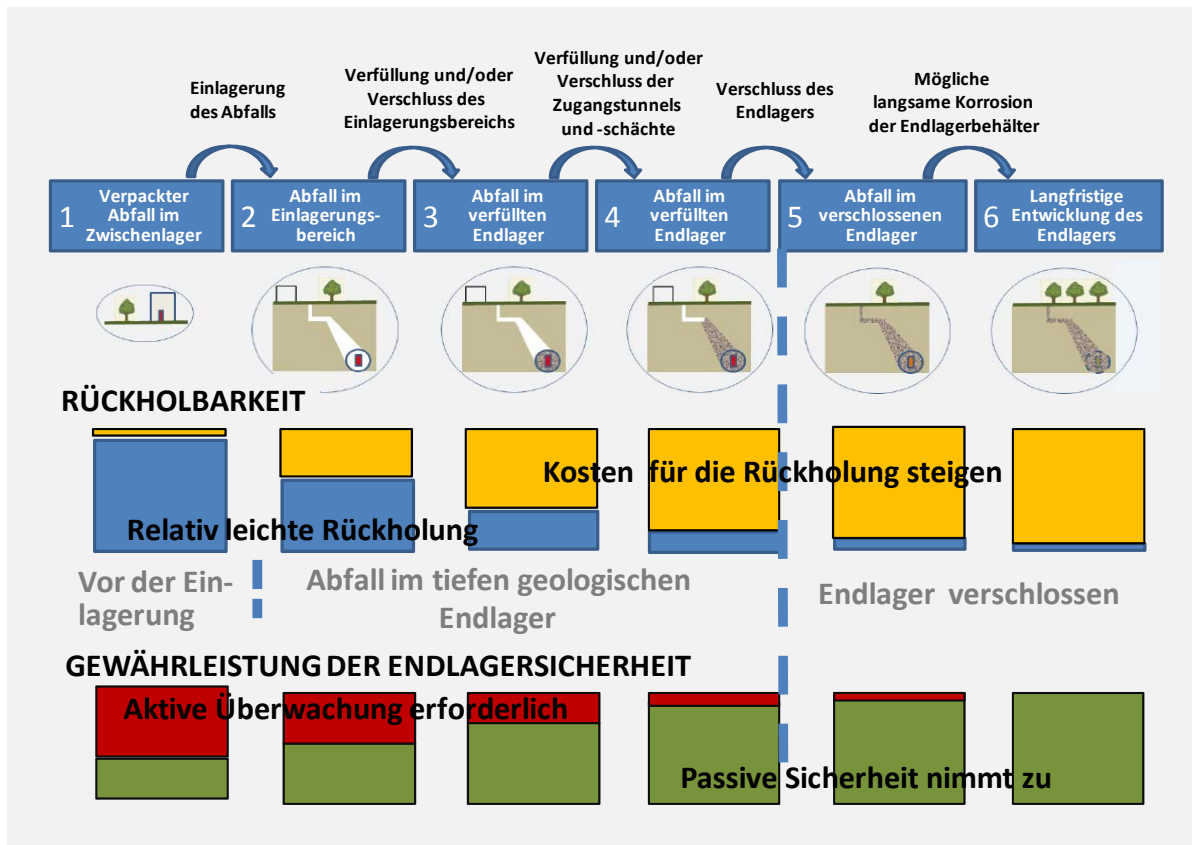 Einlagerung
des Abfalls
Verfüllung und/oder
Verschluss des
Einlagerungsbereichs
Verfüllung und/oder
Verschluss der
Zugangstunnels
und -schächte
Verschluss des
Endlagers
Mögliche
langsame Korrosion
der Endlagerbehälter
1
Verpackter
Abfall im
Zwischenlager
2
Abfall im
Einlagerungs-
bereich
3
Abfall im
verfüllten
Endlager
4
Abfall im
verfüllten
Endlager
5
Abfall im
verschlossenen
Endlager
6
Langfristige
Entwicklung des
Endlagers
RÜCKHOLBARKEIT
Kosten für die Rückholung steigen
Relativ leichte Rückholung
Vor der Ein-
lagerung
Abfall im tiefen geologischen
Endlager
Endlager verschlossen
GEWÄHRLEISTUNG DER ENDLAGERSICHERHEIT
Aktive Überwachung erforderlich
Passive Sicherheit nimmt zu